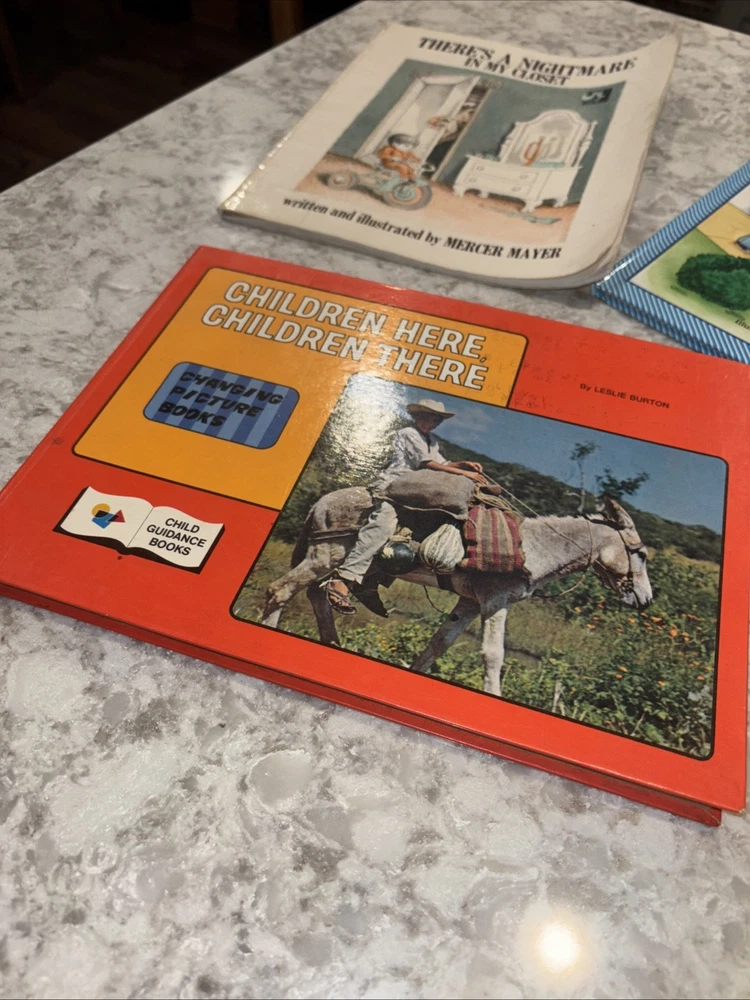 THERE'S A NIGHTMARE
IN MY CLOSET
written and illustrated by MERCER MAYER
CHILDREN HERE,
CHILDREN THERE
By LESLIE BURTON
CHANGING
PICTURE
BOOKS
CHILD
GUIDANCE
BOOKS